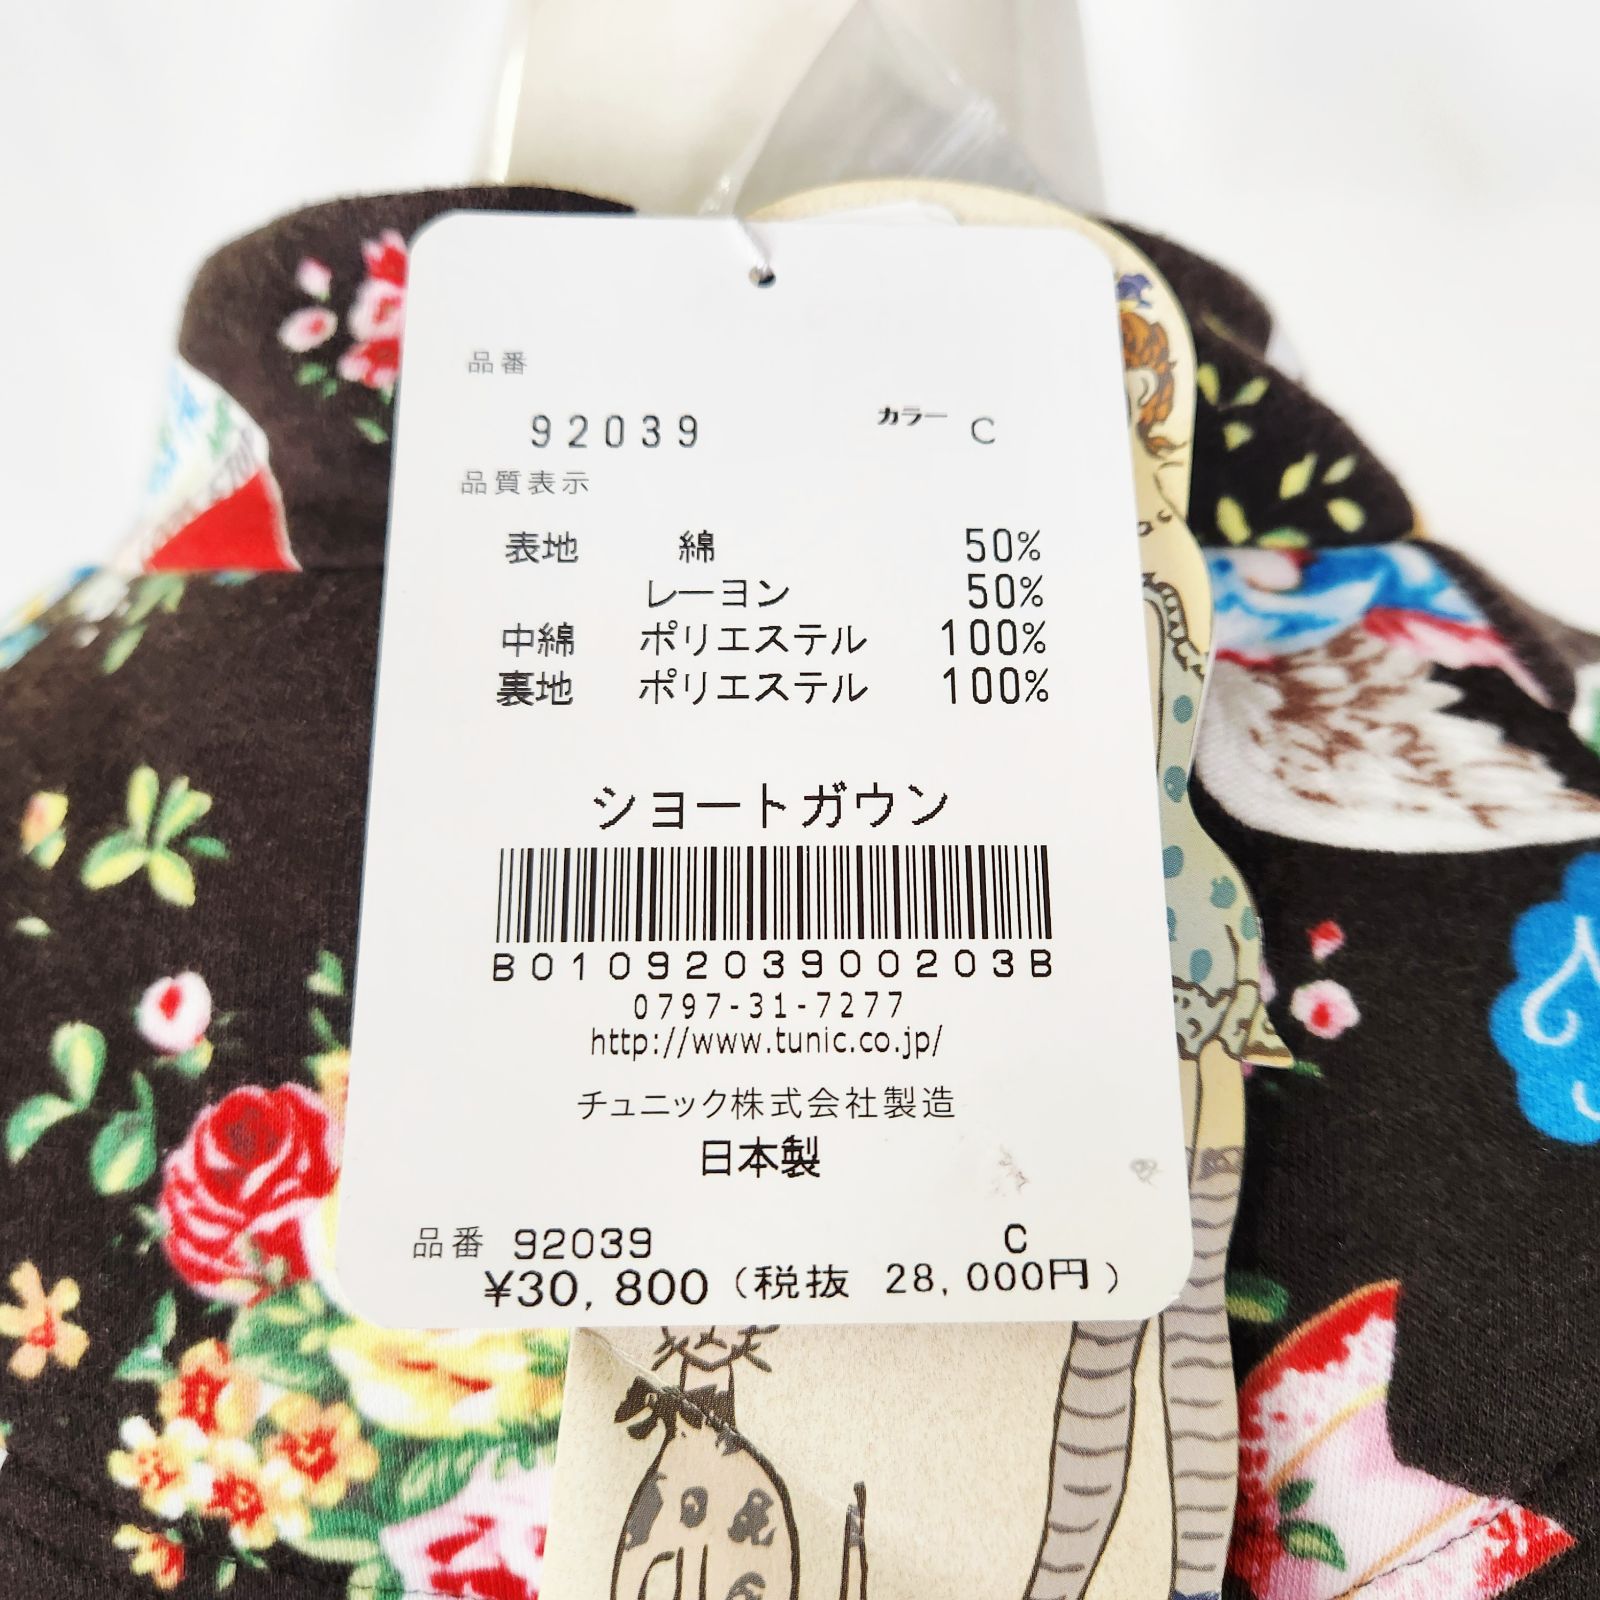 品番
92039 カラー C
品質表示
表地 綿 50%
レーヨン 50%
中綿 ポリエステル 100%
裏地 ポリエステル 100%
ショートガウン
B0109203900203B
0797-31-7277
http://www.tunic.co.jp/
チュニック株式会社製造
日本製
品番 92039 C
¥30,800(税抜 28,000円)